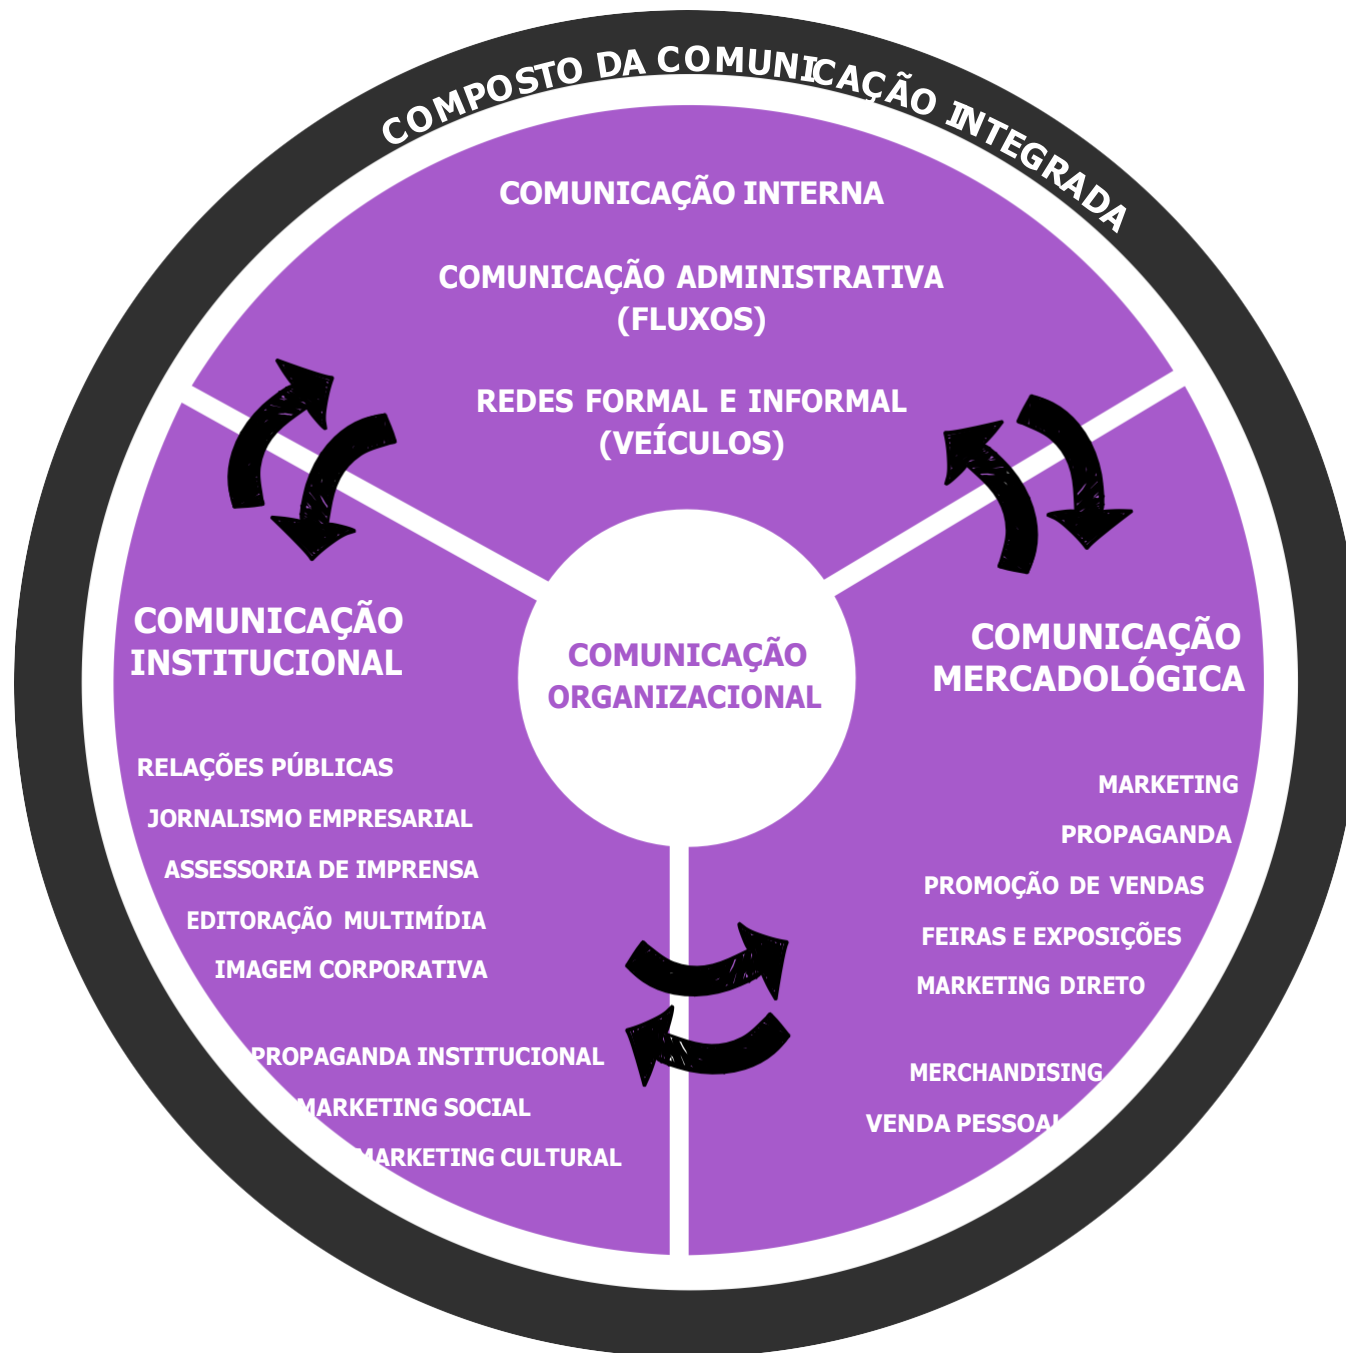 COMPOSTO DA COMUNICAÇÃO INTEGRADA
COMUNICAÇÃO INTERNA
COMUNICAÇÃO ADMINISTRATIVA
(FLUXOS)
REDES FORMAL E INFORMAL
(VEÍCULOS)
COMUNICAÇÃO
ORGANIZACIONAL
COMUNICAÇÃO
INSTITUCIONAL
RELAÇÕES PÚBLICAS
JORNALISMO EMPRESARIAL
ASSESSORIA DE IMPRENSA
EDITORAÇÃO MULTIMÍDIA
IMAGEM CORPORATIVA
PROPAGANDA INSTITUCIONAL
MARKETING SOCIAL
MARKETING CULTURAL
COMUNICAÇÃO
MERCADOLÓGICA
MARKETING
PROPAGANDA
PROMOÇÃO DE VENDAS
FEIRAS E EXPOSIÇÕES
MARKETING DIRETO
MERCHANDISING
VENDA PESSOAL